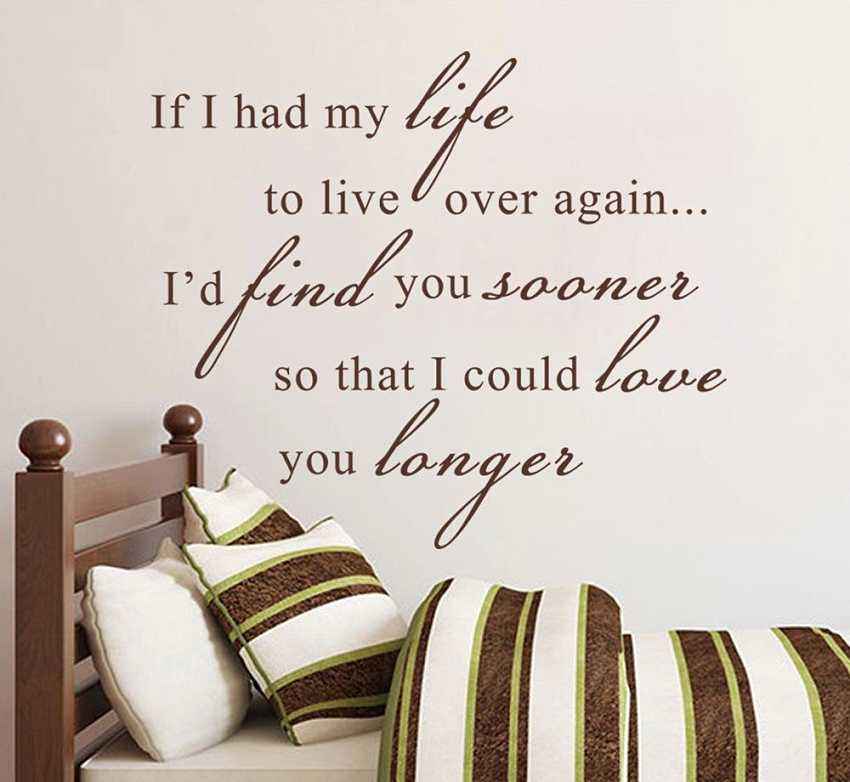 If I had my life
to live over again...
I’d find you sooner
so that I could love
you longer